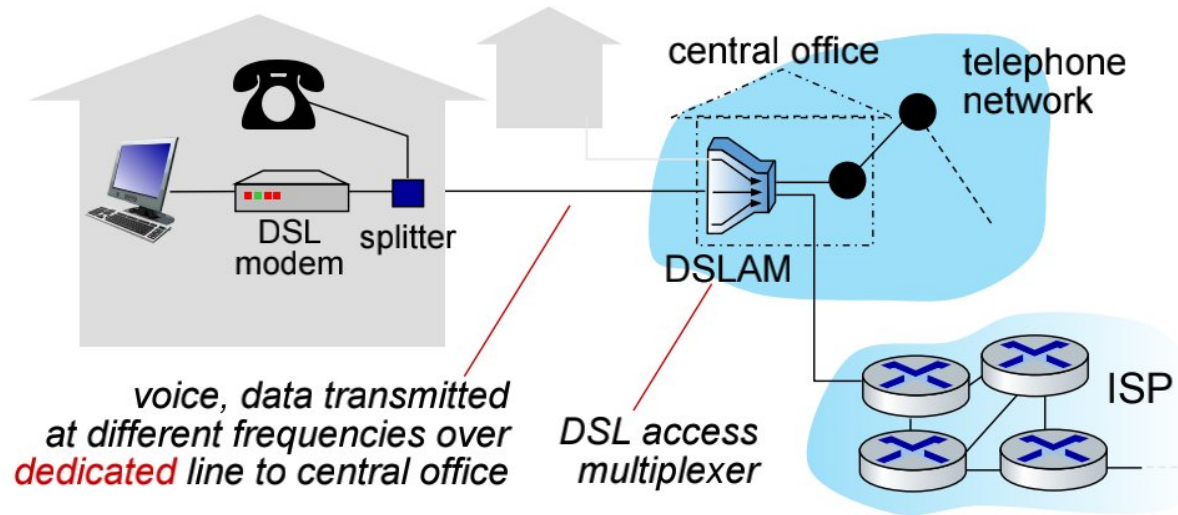 central office
telephone
network
DSL
modem
splitter
DSLAM
voice, data transmitted
at different frequencies over
dedicated line to central office
DSL access
multiplexer
ISP